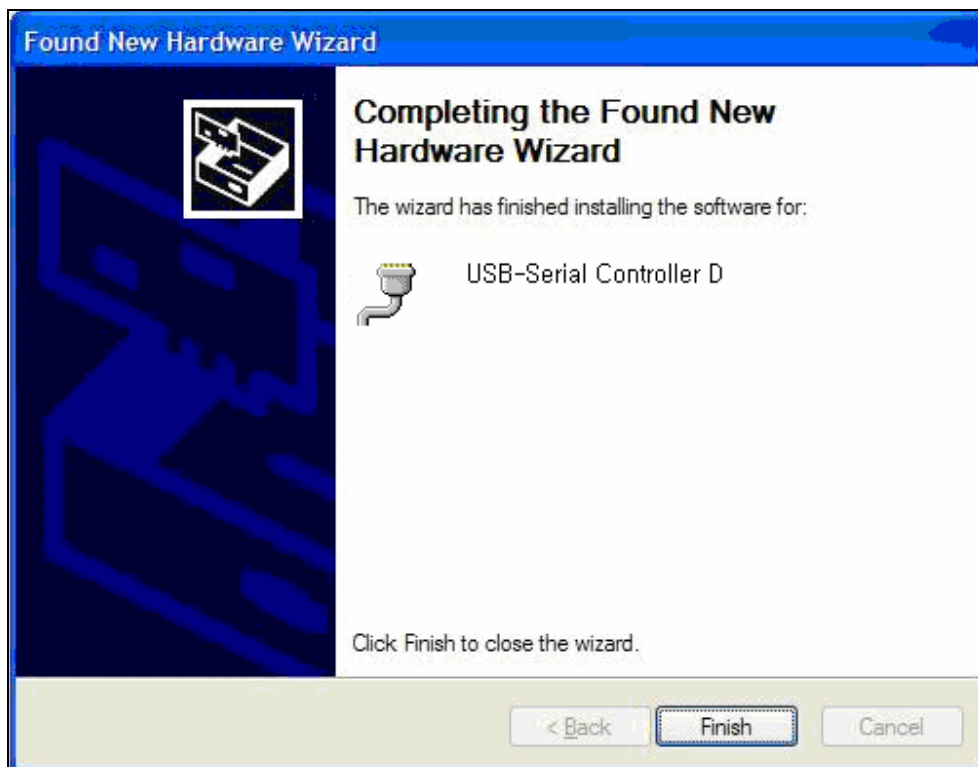 Found New Hardware Wizard
Completing the Found New
Hardware Wizard
The wizard has finished installing the software for:
USB-Serial Controller D
Click Finish to close the wizard.
< Back
Finish
Cancel